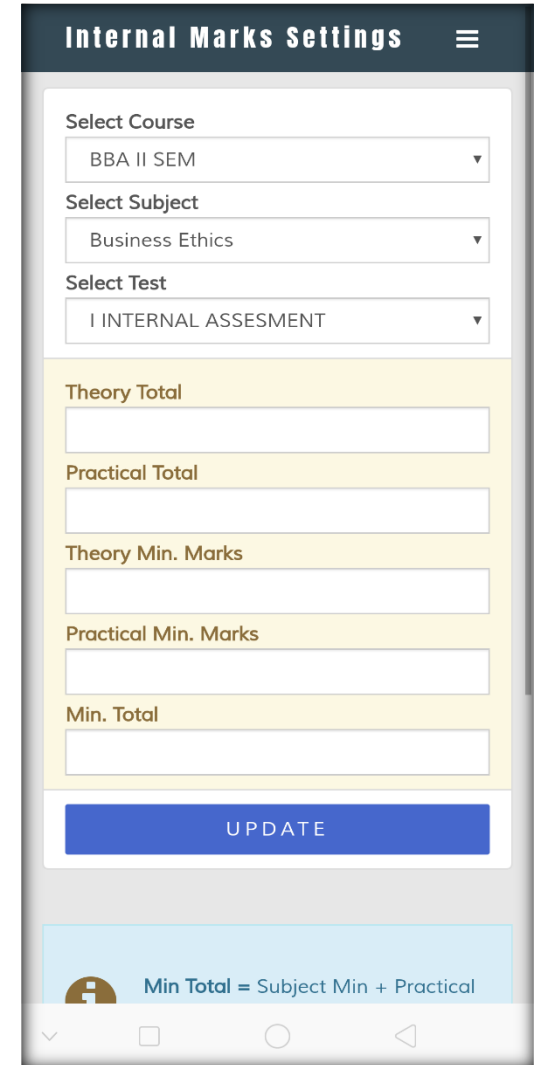 Internal Marks Settings
Select Course
BBA II SEM
Select Subject
Business Ethics
Select Test
I INTERNAL ASSESMENT
Theory Total
Practical Total
Theory Min. Marks
Practical Min. Marks
Min. Total
UPDATE
Min Total = Subject Min + Practical